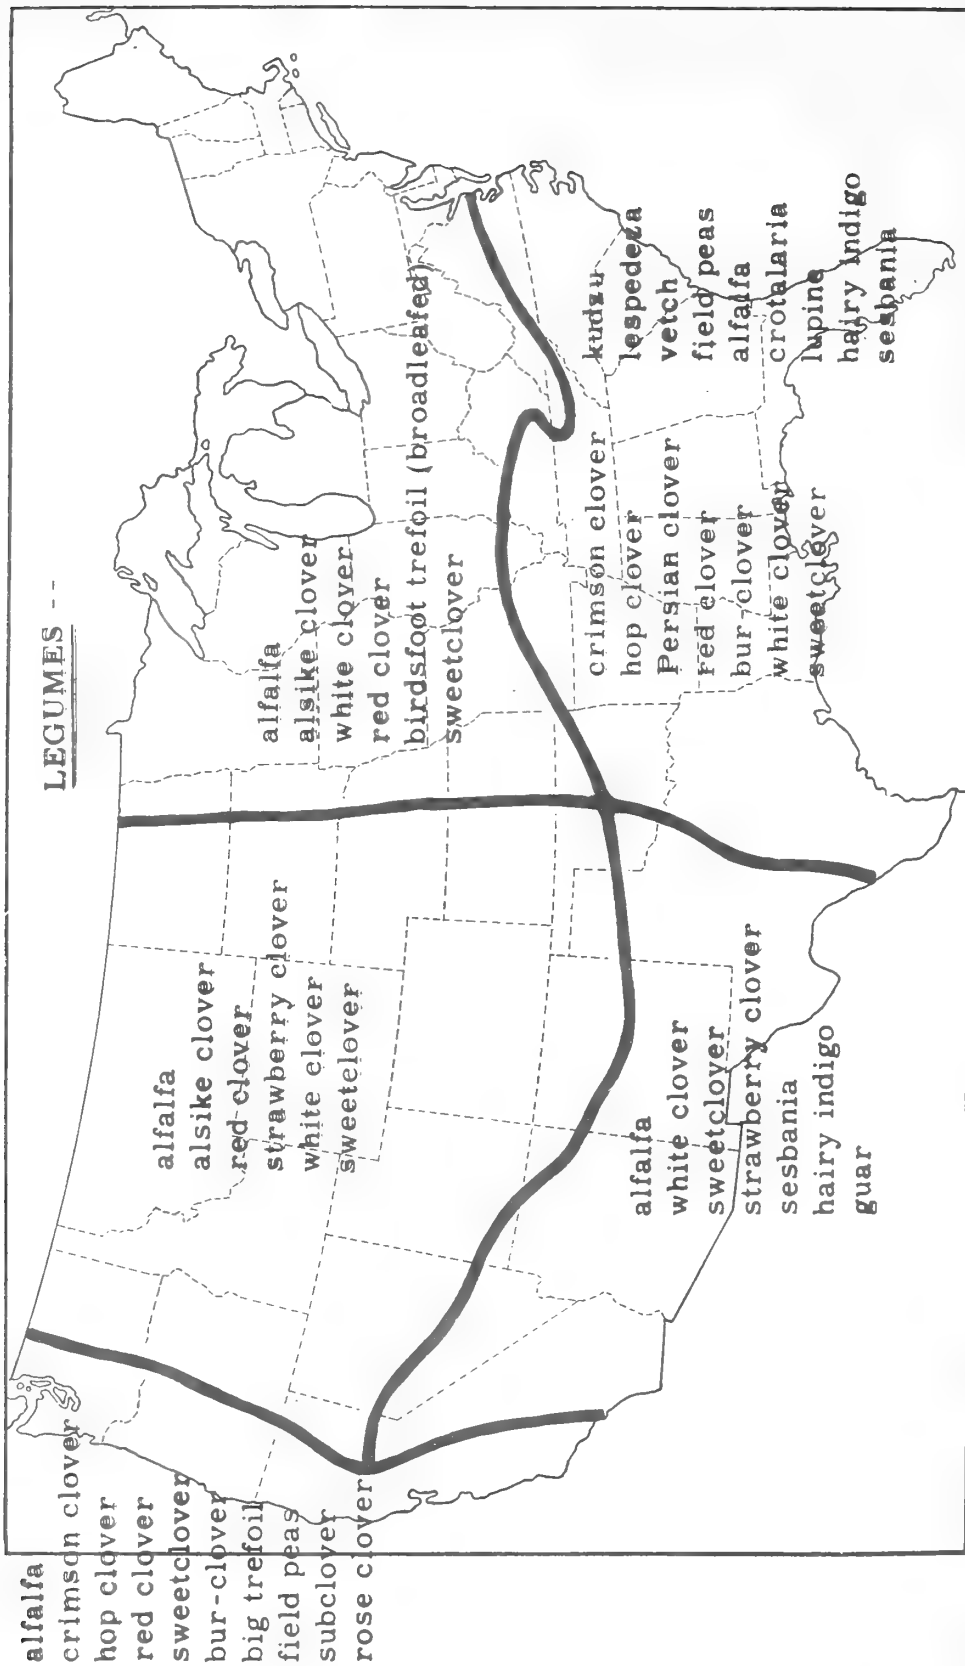 LEGUMES --
alfalfa
crimson clover
hop clover
red clover
sweetclover
bur-clover
big trefoil
field peas
subclover
rose clover
alfalfa
alsike clover
red clover
strawberry clover
white clover
sweetclover
alfalfa
alsike clover
white clover
red clover
birdsfoot trefoil (broadleafed)
sweetclover
alfalfa
white clover
sweetclover
strawberry clover
sesbania
hairy indigo
guar
crimson clover
hop clover
Persian clover
red clover
bur-clover
white clover
sweetclover
kudzu
lespedeza
vetch
field peas
alfalfa
crotalaria
lupine
hairy indigo
sesbania